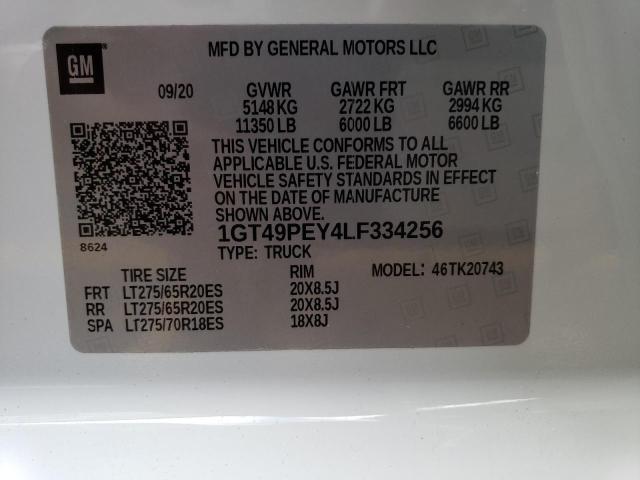 GM
MFD BY GENERAL MOTORS LLC
09/20 GVWR GAWR FRT GAWR RR
5148 KG 2722 KG 2994 KG
11350 LB 6000 LB 6600 LB
THIS VEHICLE CONFORMS TO ALL
APPLICABLE U.S. FEDERAL MOTOR
VEHICLE SAFETY STANDARDS IN EFFECT
ON THE DATE OF MANUFACTURE
SHOWN ABOVE.
8624
1GT49PEY4LF334256
TYPE: TRUCK
TIRE SIZE RIM MODEL: 46TK20743
FRT LT275/65R20ES 20X8.5J
RR LT275/65R20ES 20X8.5J
SPA LT275/70R18ES 18X8J